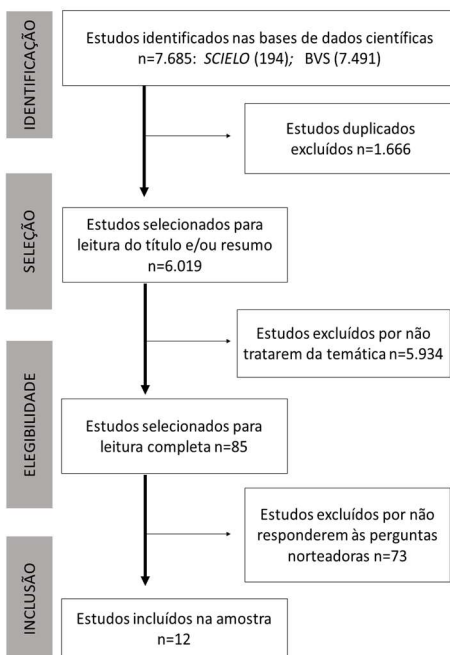 IDENTIFICAÇÃO
Estudos identificados nas bases de dados científicas
n=7.685: SCIELO (194); BVS (7.491)
Estudos duplicados
excluídos n=1.666
SELEÇÃO
Estudos selecionados para
leitura do título e/ou resumo
n=6.019
Estudos excluídos por não
tratarem da temática n=5.934
ELEGIBILIDADE
Estudos selecionados para
leitura completa n=85
Estudos excluídos por não
responderem às perguntas
norteadoras n=73
INCLUSÃO
Estudos incluídos na amostra
n=12